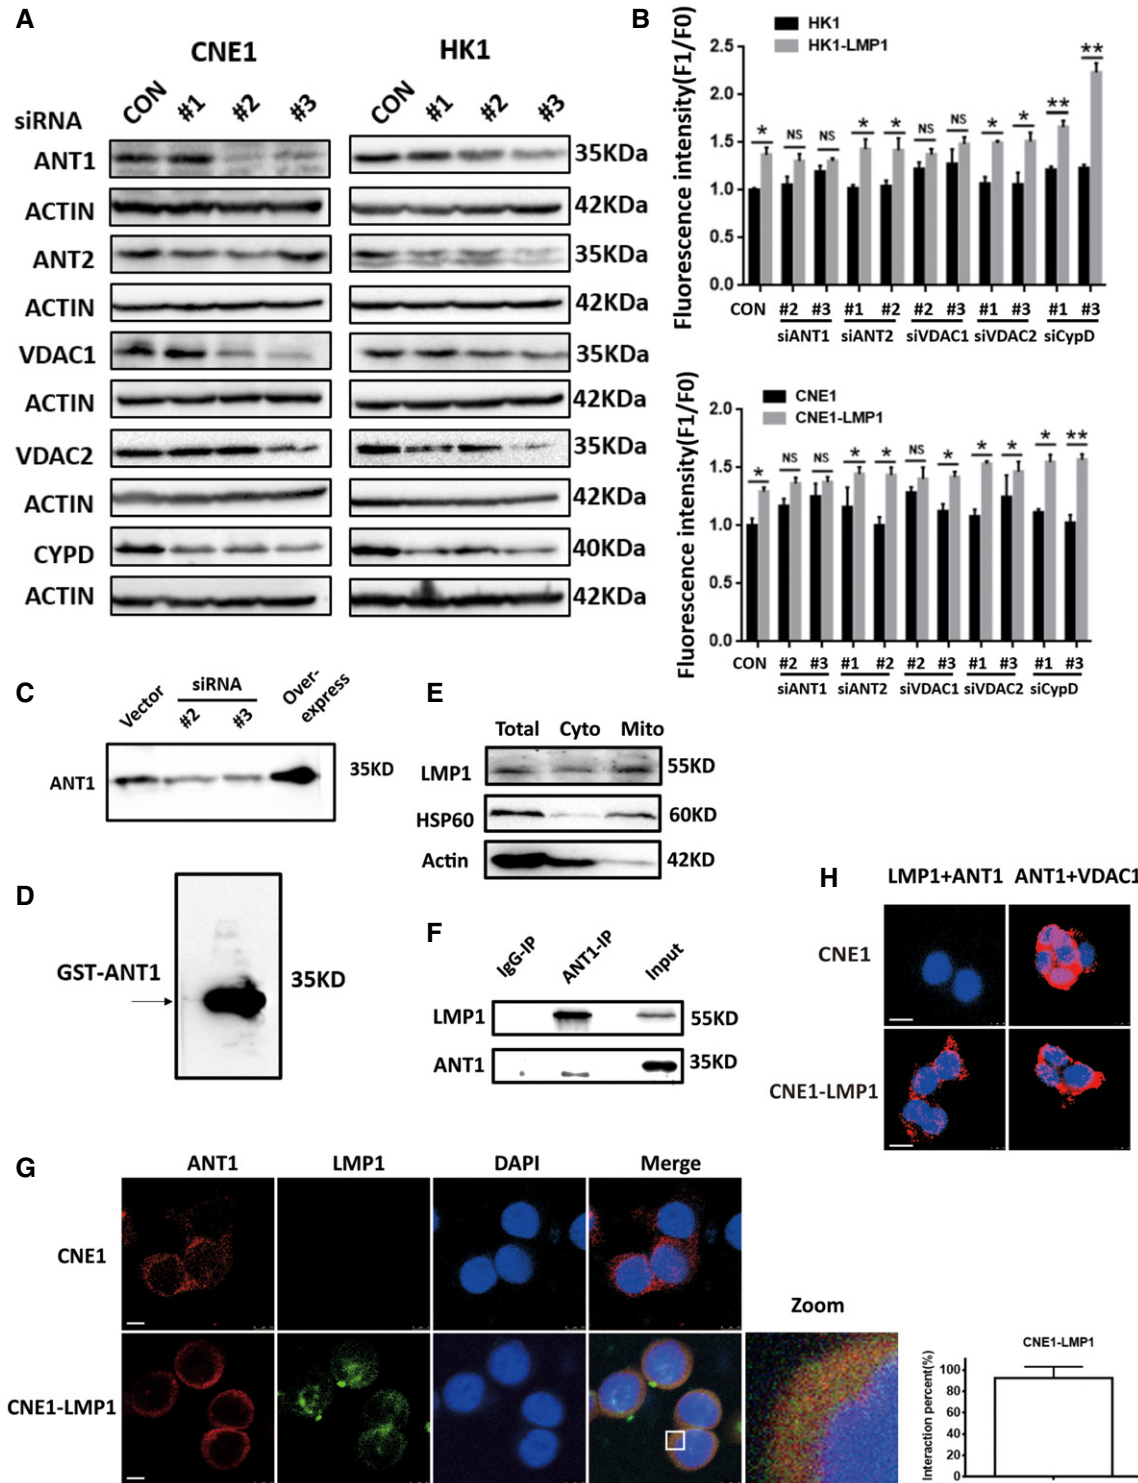 A
CNE1
HK1
siRNA
CON #1 #2 #3
CON #1 #2 #3
ANT1
35KDa
ACTIN
42KDa
ANT2
35KDa
ACTIN
42KDa
VDAC1
35KDa
ACTIN
42KDa
VDAC2
35KDa
ACTIN
42KDa
CYPD
40KDa
ACTIN
42KDa
B
HK1
HK1-LMP1
Fluorescence intensity(F1/F0)
2.5
2.0
1.5
1.0
0.5
0.0
* NS NS * * NS NS * * ** **
CON #2 #3 #1 #2 #2 #3 #1 #3 #1 #3
siANT1 siANT2 siVDAC1 siVDAC2 siCypD
CNE1
CNE1-LMP1
Fluorescence intensity(F1/F0)
2.0
1.5
1.0
0.5
0.0
* NS NS * * NS * * * * **
CON #2 #3 #1 #2 #2 #3 #1 #3 #1 #3
siANT1 siANT2 siVDAC1 siVDAC2 siCypD
C
siRNA
Vector #2 #3 Over-
express
ANT1
35KD
D
GST-ANT1
35KD
E
Total Cyto Mito
LMP1
55KD
HSP60
60KD
Actin
42KD
F
IgG-IP ANT1-IP Input
LMP1
55KD
ANT1
35KD
H
LMP1+ANT1 ANT1+VDAC1
CNE1
CNE1-LMP1
G
ANT1 LMP1 DAPI Merge
CNE1
CNE1-LMP1
Zoom
CNE1-LMP1
Interaction percent(%)
100
80
60
40
20
0